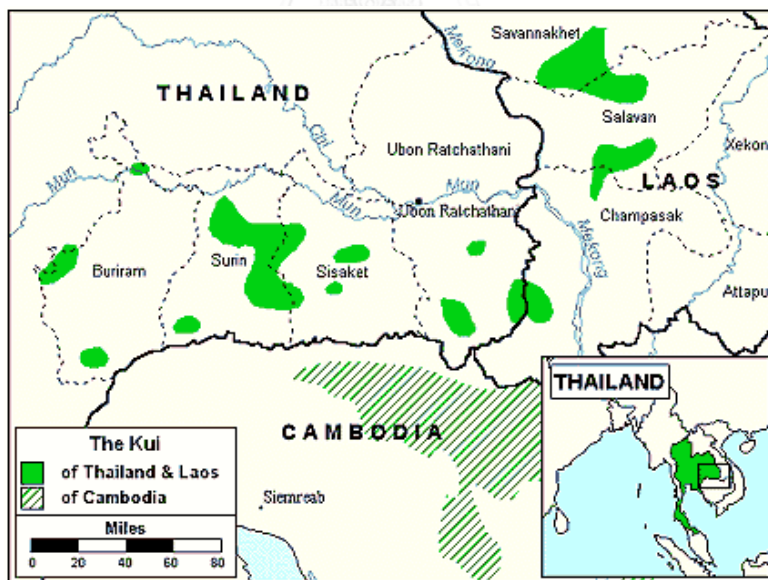 Savannakhet
Mekong
THAILAND
Salavan
Chi
Xekon
Ubon Ratchathani
LAOS
Mun
Mun
Mun
Ubon Ratchathani
Champasak
Mekong
Buriram
Surin
Sisaket
Attapu
CAMBODIA
Siemreab
The Kui
of Thailand & Laos
of Cambodia
Miles
0 20 40 60 80
THAILAND